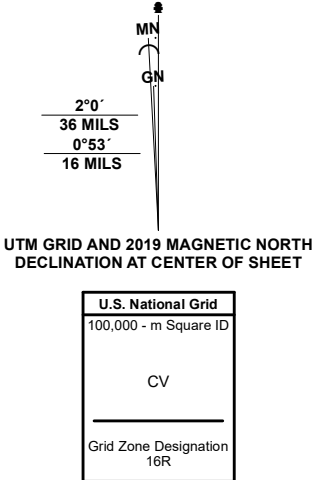 MN
GN
2°0´
36 MILS
0°53´
16 MILS
UTM GRID AND 2019 MAGNETIC NORTH
DECLINATION AT CENTER OF SHEET
U.S. National Grid
100,000 - m Square ID
CV
Grid Zone Designation
16R